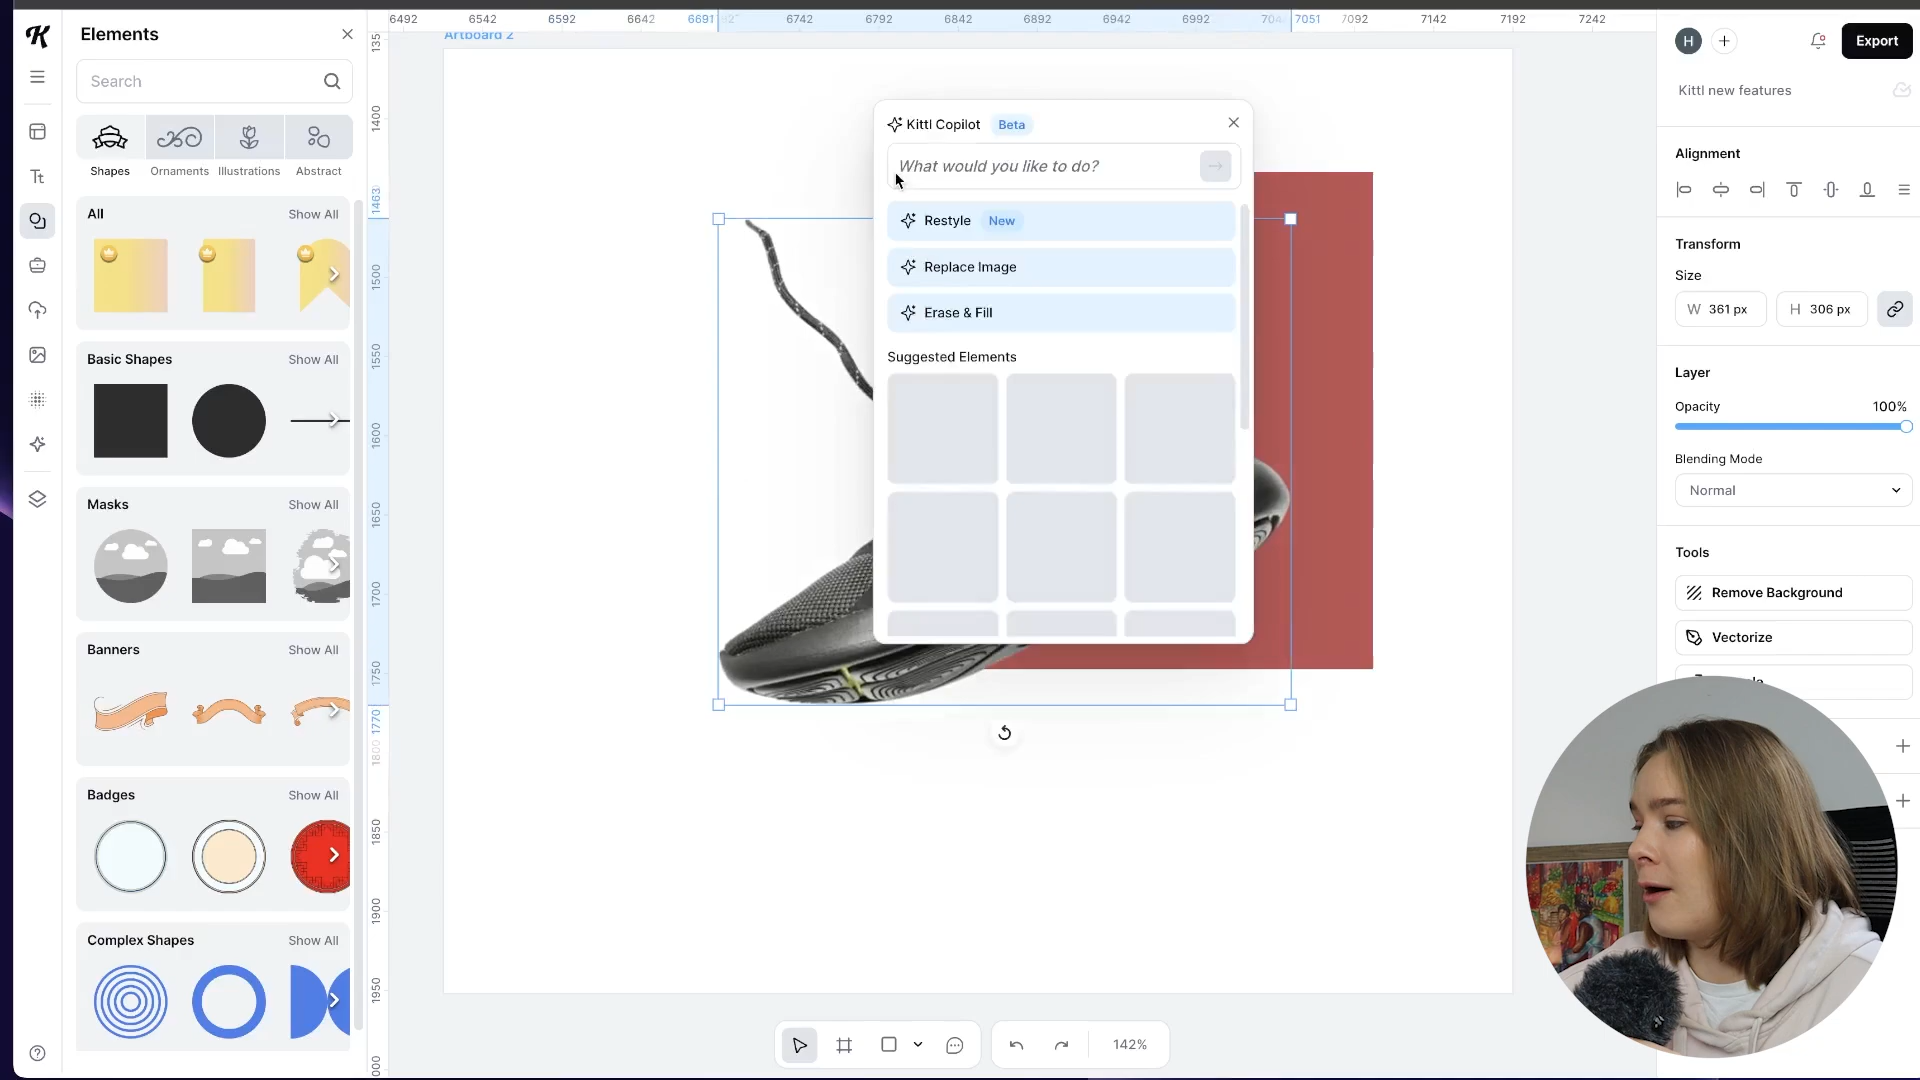 Elements
Search
Shapes
Ornaments
Illustrations
Abstract
All
Show All
Basic Shapes
Show All
Masks
Show All
Banners
Show All
Badges
Show All
Complex Shapes
Show All
6492
6542
6592
6642
6691
6742
6792
6842
6892
6942
6992
7051
7092
7142
7192
7242
1400
1463
1500
1550
1600
1650
1700
1750
1770
1800
1850
1900
1950
Artboard 2
Kittl Copilot Beta
What would you like to do?
Restyle New
Replace Image
Erase & Fill
Suggested Elements
142%
H
Export
Kittl new features
Alignment
Transform
Size
W 361 px
H 306 px
Layer
Opacity 100%
Blending Mode
Normal
Tools
Remove Background
Vectorize